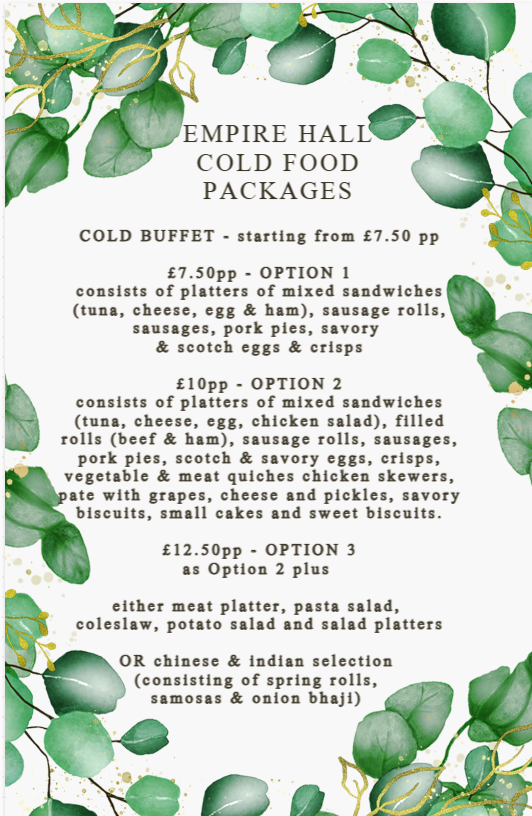 EMPIRE HALL
COLD FOOD
PACKAGES
COLD BUFFET - starting from £7.50 pp
£7.50pp - OPTION 1
consists of platters of mixed sandwiches
(tuna, cheese, egg & ham), sausage rolls,
sausages, pork pies, savory
& scotch eggs & crisps
£10pp - OPTION 2
consists of platters of mixed sandwiches
(tuna, cheese, egg, chicken salad), filled
rolls (beef & ham), sausage rolls, sausages,
pork pies, scotch & savory eggs, crisps,
vegetable & meat quiches chicken skewers,
pate with grapes, cheese and pickles, savory
biscuits, small cakes and sweet biscuits.
£12.50pp - OPTION 3
as Option 2 plus
either meat platter, pasta salad,
coleslaw, potato salad and salad platters
OR chinese & indian selection
(consisting of spring rolls,
samosas & onion bhaji)